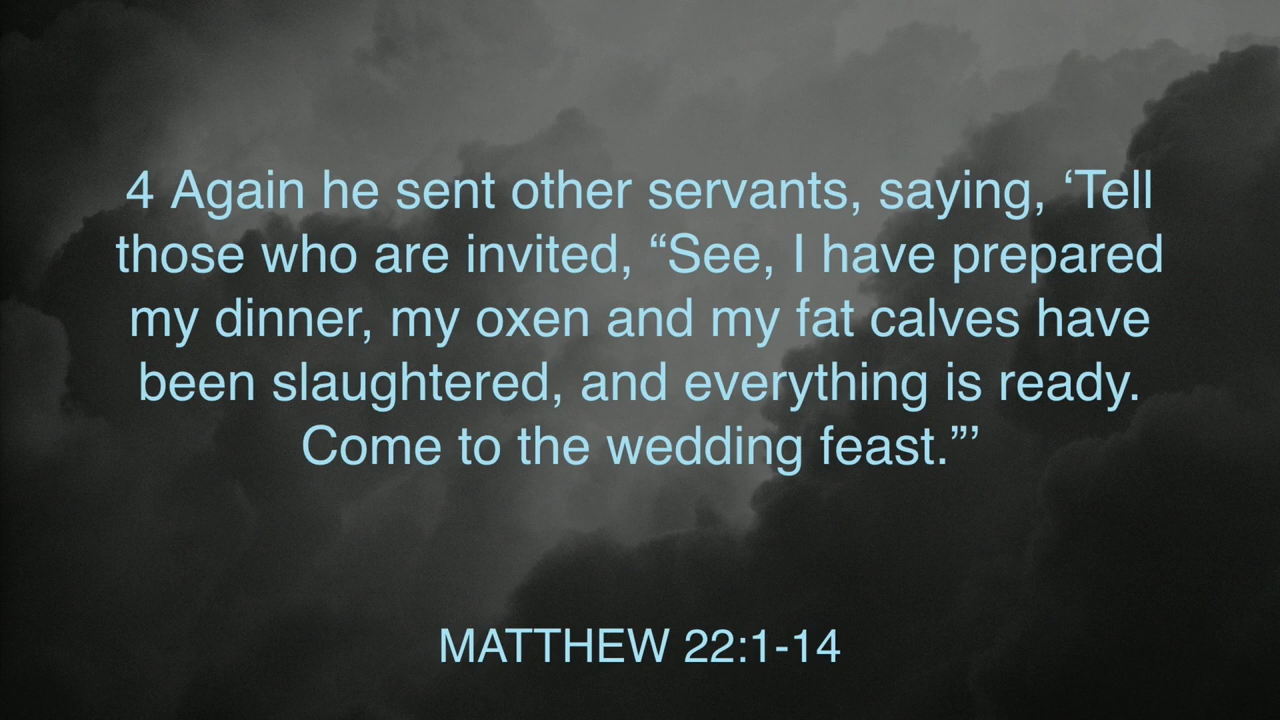 4 Again he sent other servants, saying, ‘Tell
those who are invited, “See, I have prepared
my dinner, my oxen and my fat calves have
been slaughtered, and everything is ready.
Come to the wedding feast.”’
MATTHEW 22:1-14